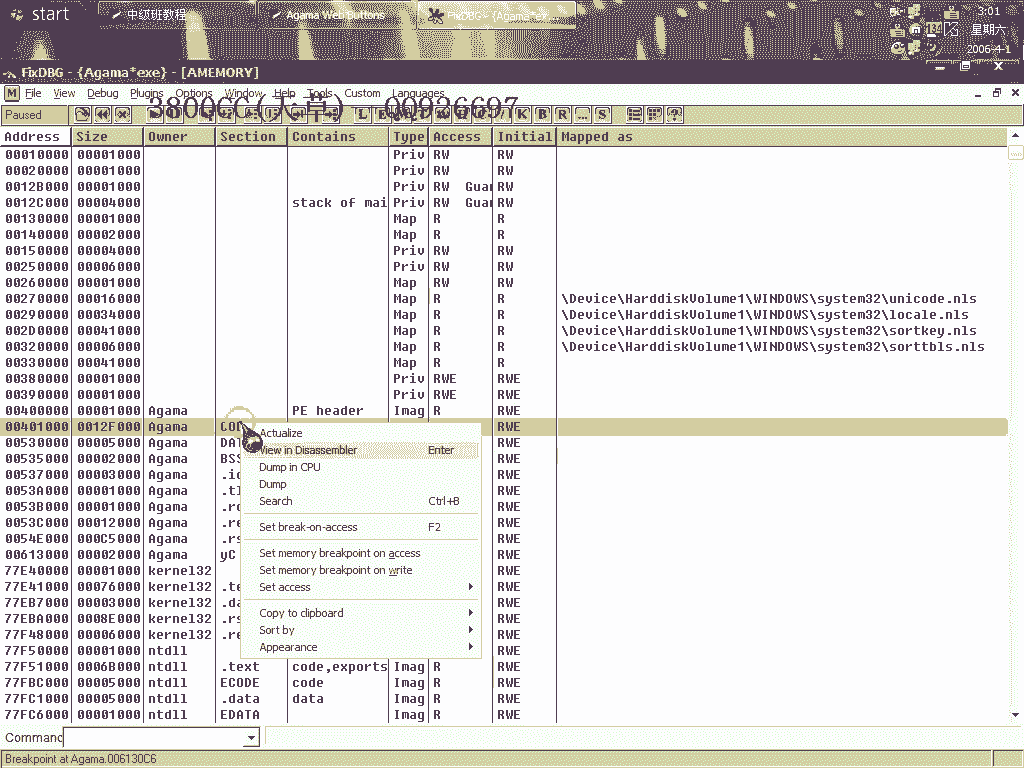 start 中级班教程 Agama Web Buttons FixDBG - {Agama*exe... 3:01
星期六
2006-4-1
FixDBG - {Agama*exe} - [AMEMORY]
File View Debug Plugins Options Window Help Tools Custom Languages
3800CC(天草) 00926697
Paused K B R ... S
Address Size Owner Section Contains Type Access Initial Mapped as
00010000 00001000 Priv RW RW
00020000 00001000 Priv RW RW
0012B000 00001000 Priv RW Guar RW
0012C000 00004000 stack of mai Priv RW Guar RW
00130000 00001000 Map R R
00140000 00002000 Map R R
00150000 00004000 Priv RW RW
00250000 00006000 Priv RW RW
00260000 00001000 Map RW RW
00270000 00016000 Map R R \Device\HarddiskVolume1\WINDOWS\system32\unicode.nls
00290000 00034000 Map R R \Device\HarddiskVolume1\WINDOWS\system32\locale.nls
002D0000 00041000 Map R R \Device\HarddiskVolume1\WINDOWS\system32\sortkey.nls
00320000 00006000 Map R R \Device\HarddiskVolume1\WINDOWS\system32\sorttbls.nls
00330000 00041000 Map R R
00380000 00001000 Priv RWE RWE
00390000 00001000 Priv RWE RWE
00400000 00001000 Agama PE header Imag R RWE
00401000 0012F000 Agama COD RWE
00530000 00005000 Agama DA RWE
00535000 00002000 Agama BSS RWE
00537000 00003000 Agama .id RWE
0053A000 00001000 Agama .tl RWE
0053B000 00001000 Agama .rd RWE
0053C000 00012000 Agama .re RWE
0054E000 000C5000 Agama .rs RWE
00613000 00002000 Agama yC RWE
77E40000 00001000 kernel32 RWE
77E41000 00076000 kernel32 .te RWE
77EB7000 00003000 kernel32 .da RWE
77EBA000 0008E000 kernel32 .rs RWE
77F48000 00006000 kernel32 .re RWE
77F50000 00001000 ntdll RWE
77F51000 0006B000 ntdll .text code,exports Imag R RWE
77FBC000 00005000 ntdll ECODE code Imag R RWE
77FC1000 00005000 ntdll .data data Imag R RWE
77FC6000 00001000 ntdll EDATA Imag R RWE
Actualize
View in Disassembler Enter
Dump in CPU
Dump
Search Ctrl+B
Set break-on-access F2
Set memory breakpoint on access
Set memory breakpoint on write
Set access
Copy to clipboard
Sort by
Appearance
Command
Breakpoint at Agama.006130C6